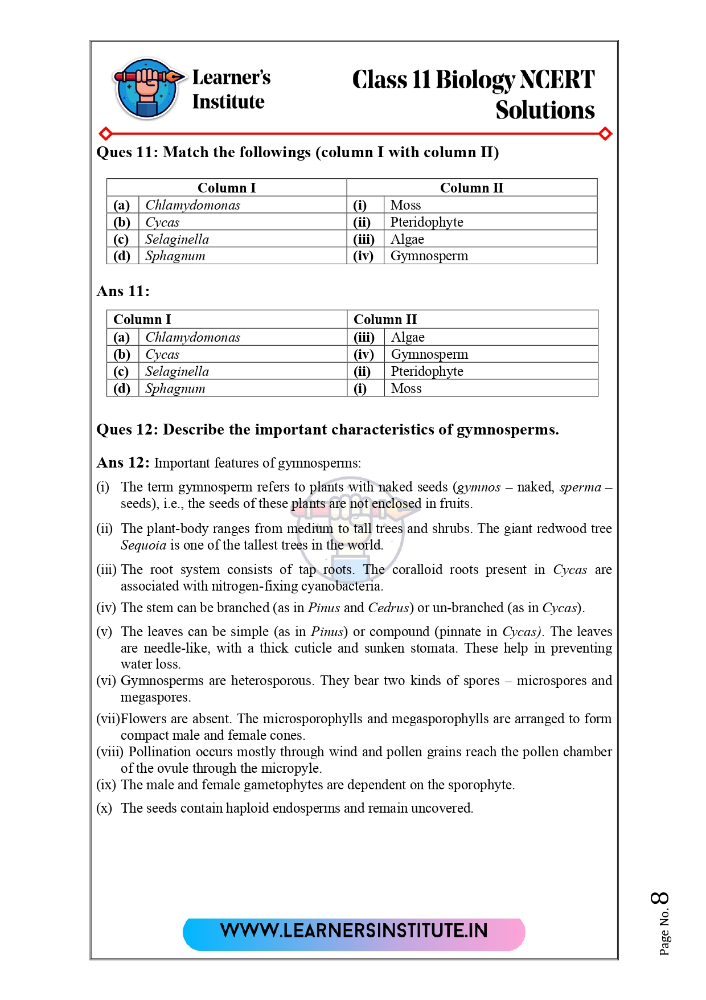 Learner's
Institute
Class 11 Biology NCERT
Solutions
Ques 11: Match the followings (column I with column II)
Column I Column II
(a) Chlamydomonas (i) Moss
(b) Cycas (ii) Pteridophyte
(c) Selaginella (iii) Algae
(d) Sphagnum (iv) Gymnosperm
Ans 11:
Column I Column II
(a) Chlamydomonas (iii) Algae
(b) Cycas (iv) Gymnosperm
(c) Selaginella (ii) Pteridophyte
(d) Sphagnum (i) Moss
Ques 12: Describe the important characteristics of gymnosperms.
Ans 12: Important features of gymnosperms:
(i) The term gymnosperm refers to plants with naked seeds (gymnos – naked, sperma –
seeds), i.e., the seeds of these plants are not enclosed in fruits.
(ii) The plant-body ranges from medium to tall trees and shrubs. The giant redwood tree
Sequoia is one of the tallest trees in the world.
(iii) The root system consists of tap roots. The coralloid roots present in Cycas are
associated with nitrogen-fixing cyanobacteria.
(iv) The stem can be branched (as in Pinus and Cedrus) or un-branched (as in Cycas).
(v) The leaves can be simple (as in Pinus) or compound (pinnate in Cycas). The leaves
are needle-like, with a thick cuticle and sunken stomata. These help in preventing
water loss.
(vi) Gymnosperms are heterosporous. They bear two kinds of spores – microspores and
megaspores.
(vii)Flowers are absent. The microsporophylls and megasporophylls are arranged to form
compact male and female cones.
(viii) Pollination occurs mostly through wind and pollen grains reach the pollen chamber
of the ovule through the micropyle.
(ix) The male and female gametophytes are dependent on the sporophyte.
(x) The seeds contain haploid endosperms and remain uncovered.
WWW.LEARNERSINSTITUTE.IN
Page No. 8